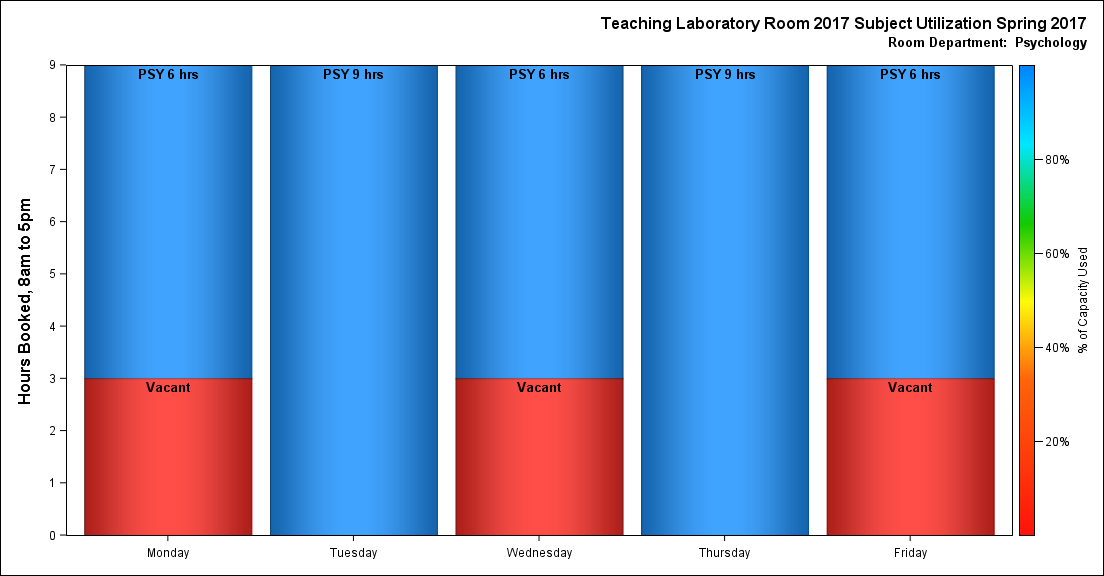 Teaching Laboratory Room 2017 Subject Utilization Spring 2017
Room Department:  Psychology
Hours Booked, 8am to 5pm
9
8
7
6
5
4
3
2
1
0
PSY 6 hrs
PSY 9 hrs
PSY 6 hrs
PSY 9 hrs
PSY 6 hrs
Vacant
Vacant
Vacant
Monday
Tuesday
Wednesday
Thursday
Friday
80%
60%
40%
20%
% of Capacity Used